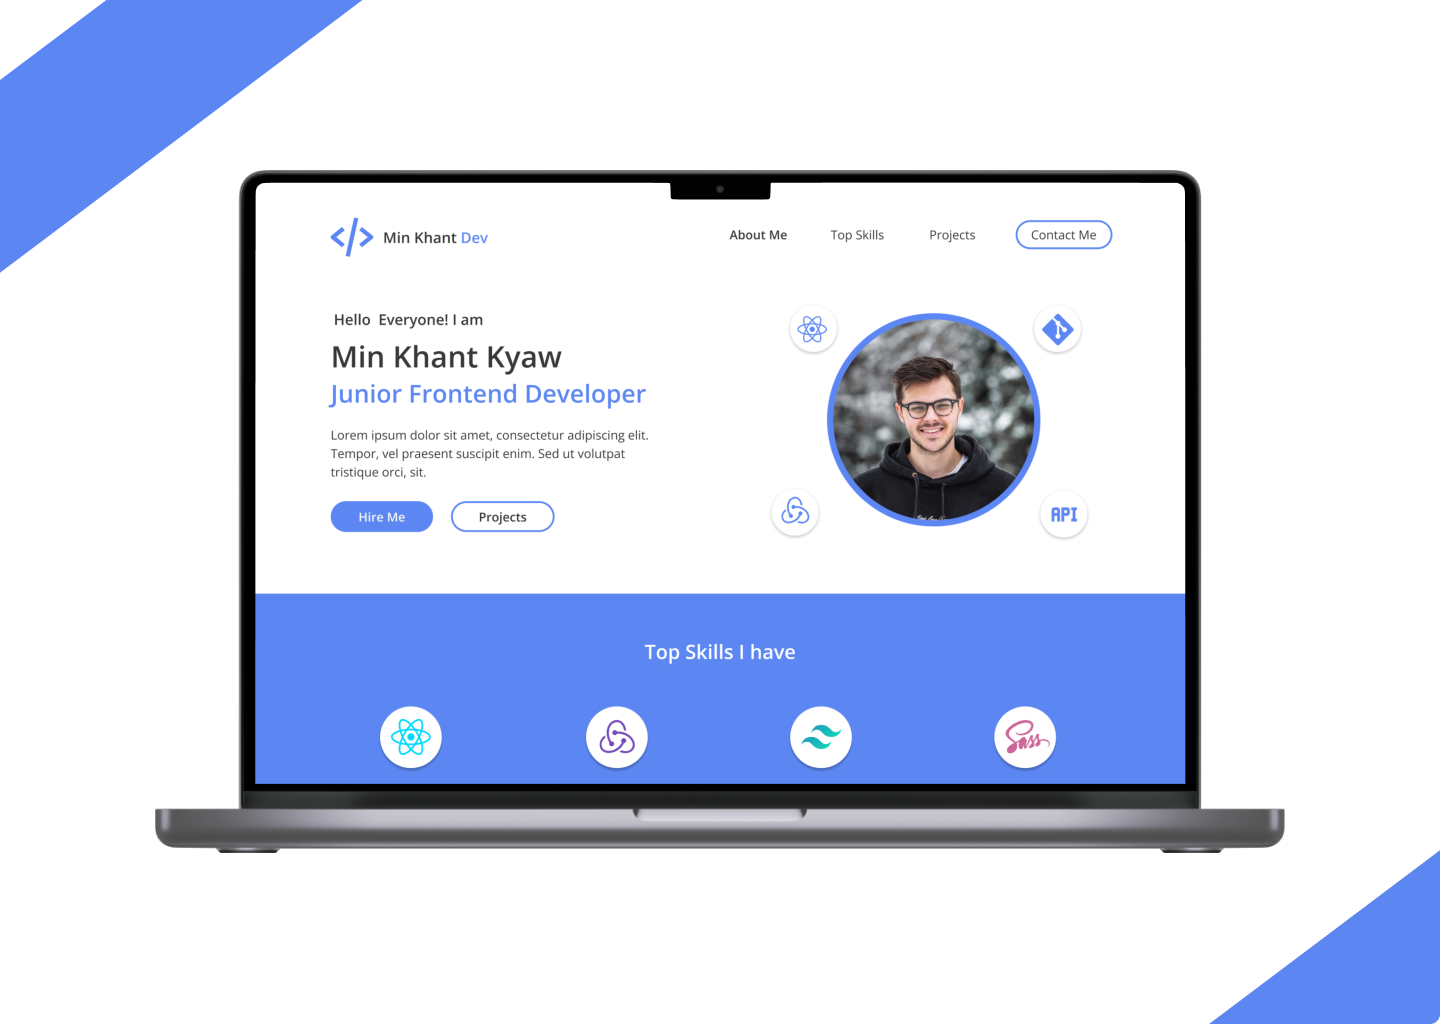 </> Min Khant Dev
About Me
Top Skills
Projects
Contact Me
Hello Everyone! I am
Min Khant Kyaw
Junior Frontend Developer
Lorem ipsum dolor sit amet, consectetur adipiscing elit.
Tempor, vel praesent suscipit enim. Sed ut volutpat
tristique orci, sit.
Hire Me
Projects
API
Top Skills I have
Sass